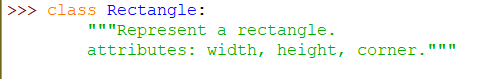 >>> class Rectangle:
"""Represent a rectangle.
attributes: width, height, corner."""